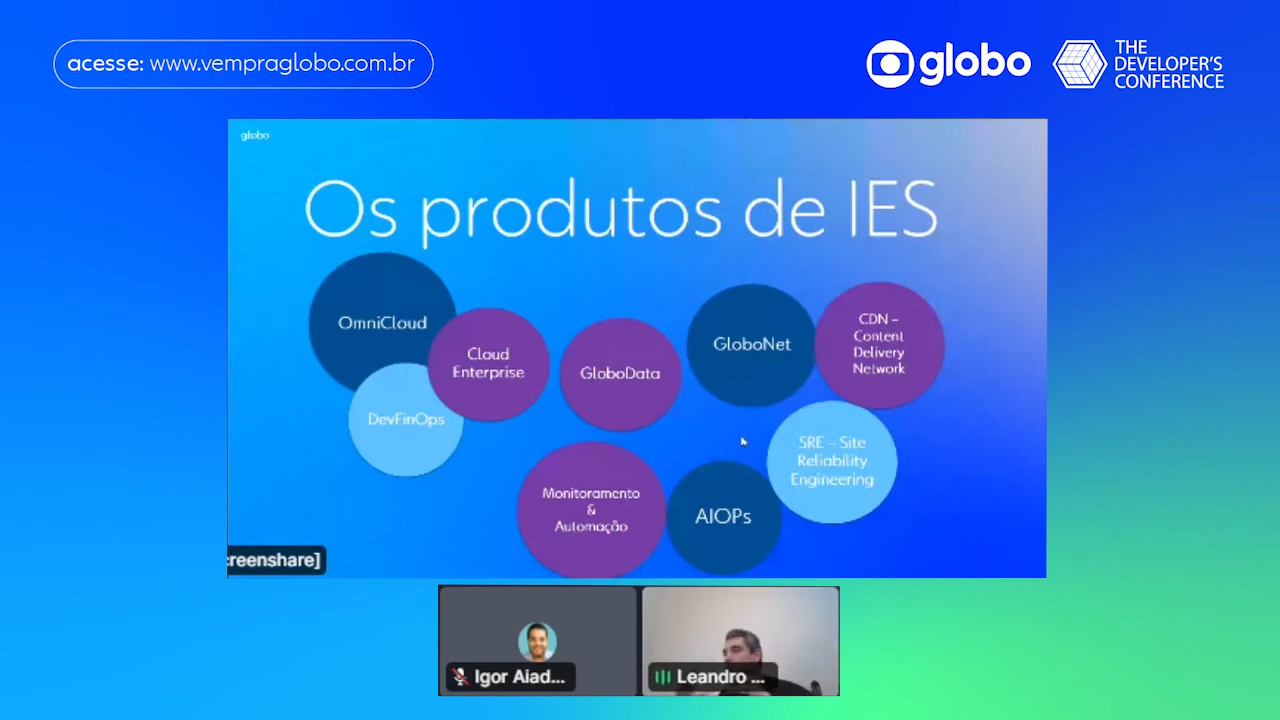 acesse: www.vempraglobo.com.br
globo
THE
DEVELOPER'S
CONFERENCE
globo
Os produtos de IES
OmniCloud
Cloud
Enterprise
DevFinOps
GloboData
GloboNet
CDN –
Content
Delivery
Network
SRE – Site
Reliability
Engineering
Monitoramento
&
Automação
AIOPs
creenshare]
Igor Aiad...
Leandro ...